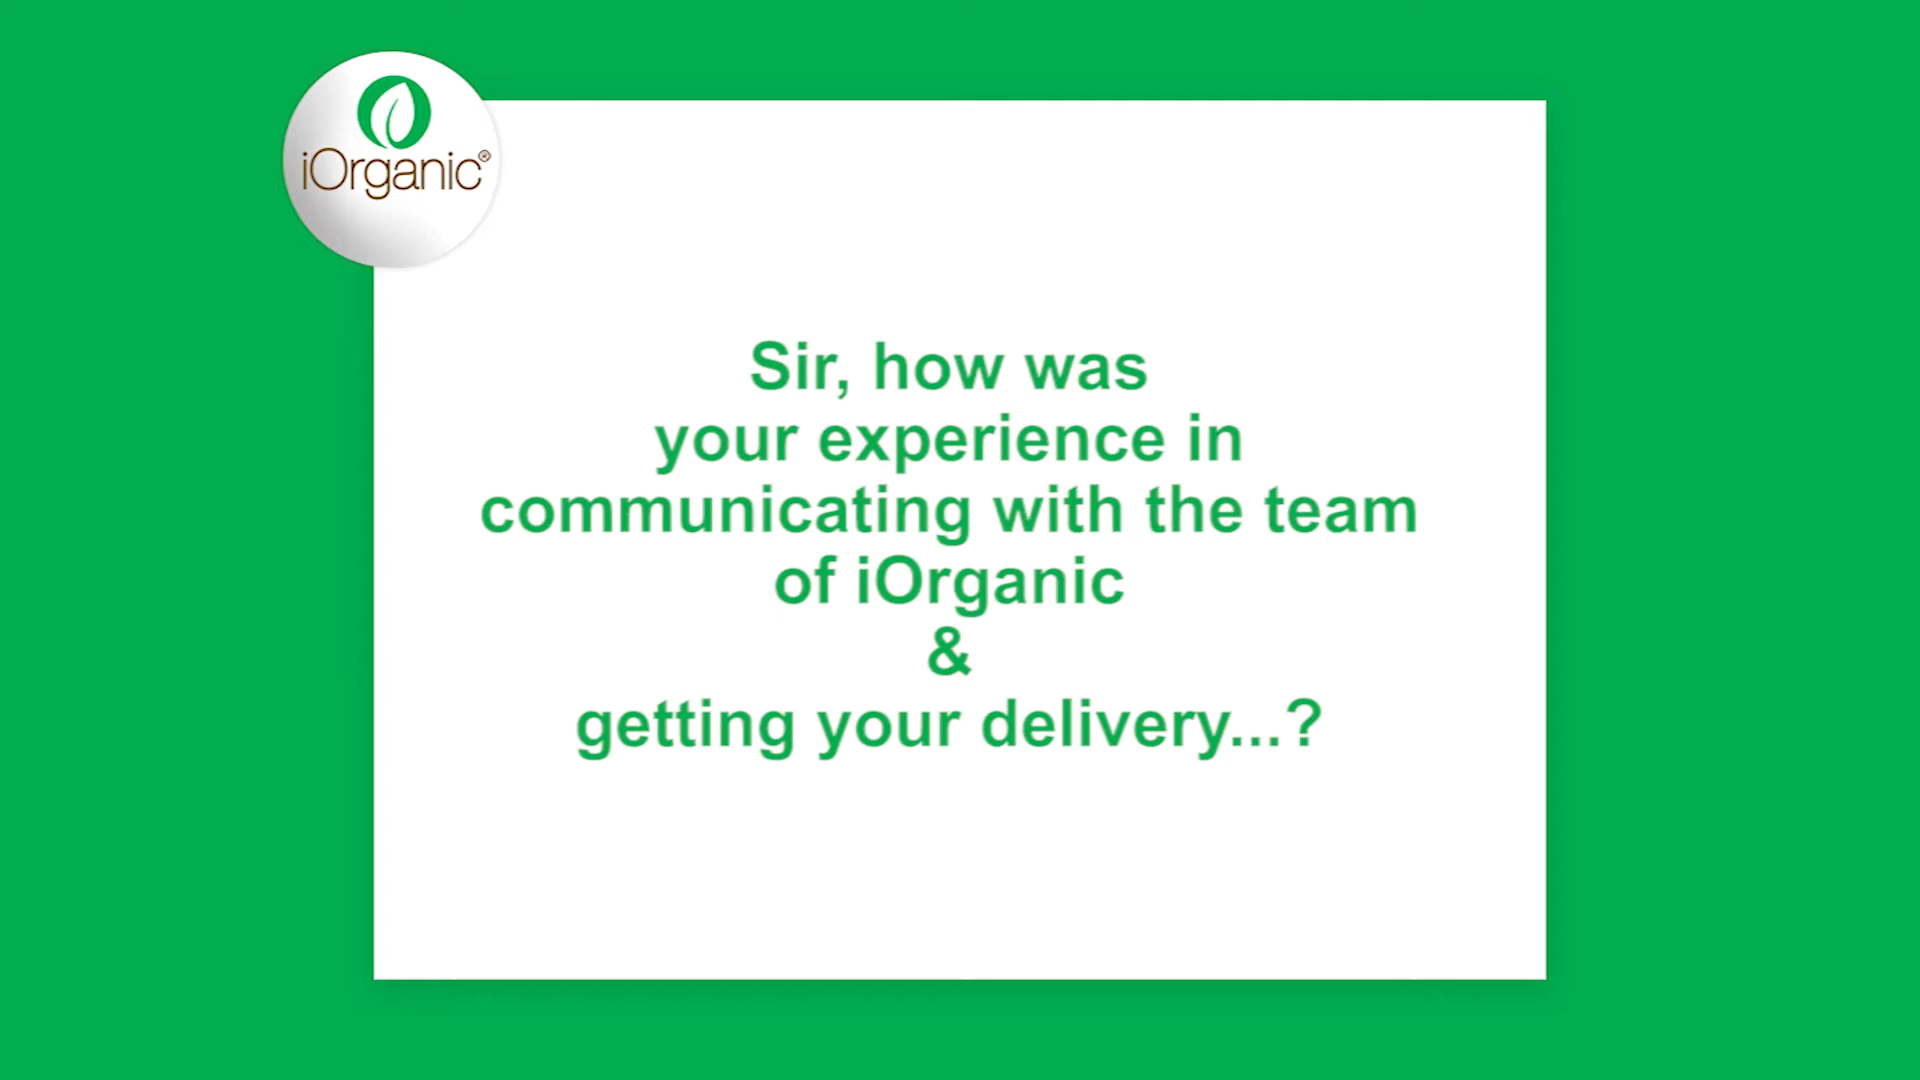 iOrganic®
Sir, how was
your experience in
communicating with the team
of iOrganic
&
getting your delivery...?